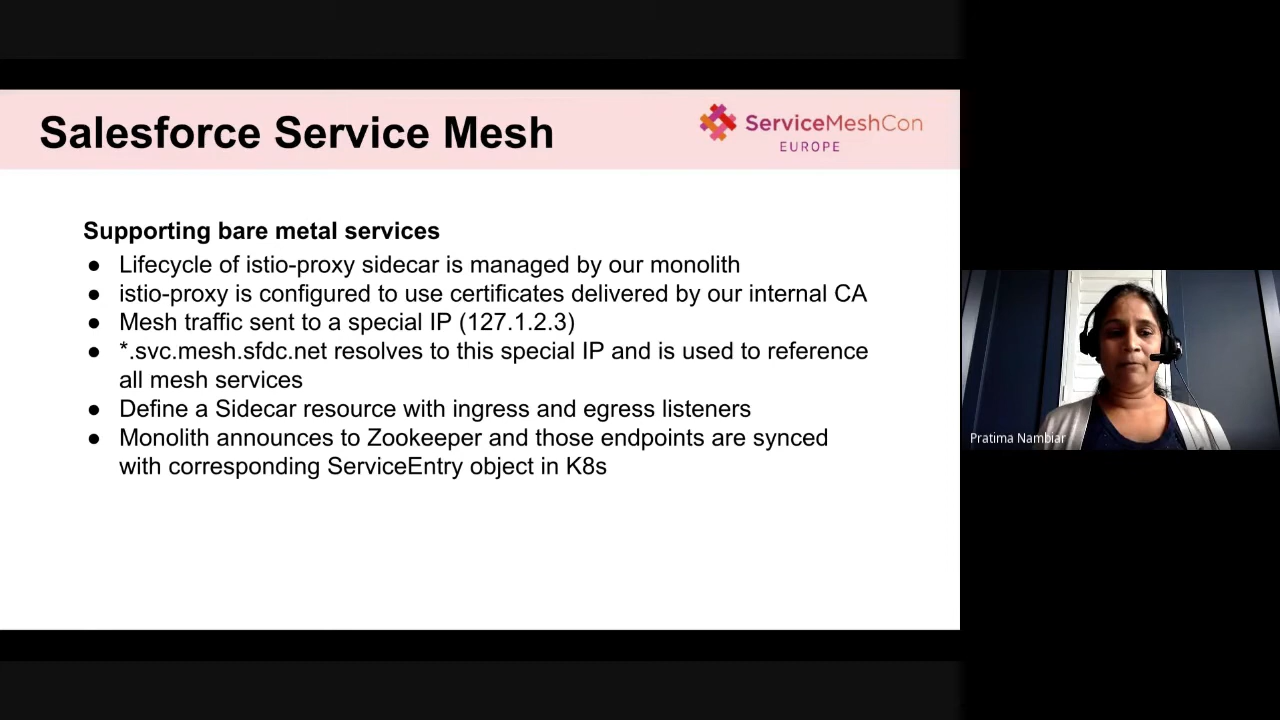 Salesforce Service Mesh
ServiceMeshCon
EUROPE
Supporting bare metal services
● Lifecycle of istio-proxy sidecar is managed by our monolith
● istio-proxy is configured to use certificates delivered by our internal CA
● Mesh traffic sent to a special IP (127.1.2.3)
● *.svc.mesh.sfdc.net resolves to this special IP and is used to reference
all mesh services
● Define a Sidecar resource with ingress and egress listeners
● Monolith announces to Zookeeper and those endpoints are synced
with corresponding ServiceEntry object in K8s
Pratima Nambiar